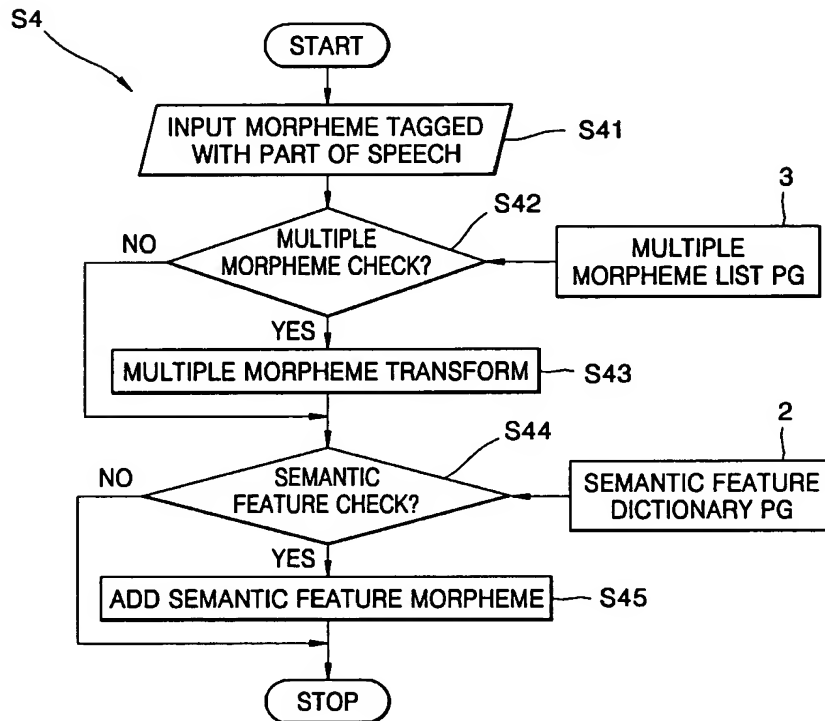 S4
START
INPUT MORPHEME TAGGED
WITH PART OF SPEECH
S41
S42
3
NO
MULTIPLE
MORPHEME CHECK?
MULTIPLE
MORPHEME LIST PG
YES
MULTIPLE MORPHEME TRANSFORM
S43
S44
2
NO
SEMANTIC
FEATURE CHECK?
SEMANTIC FEATURE
DICTIONARY PG
YES
ADD SEMANTIC FEATURE MORPHEME
S45
STOP